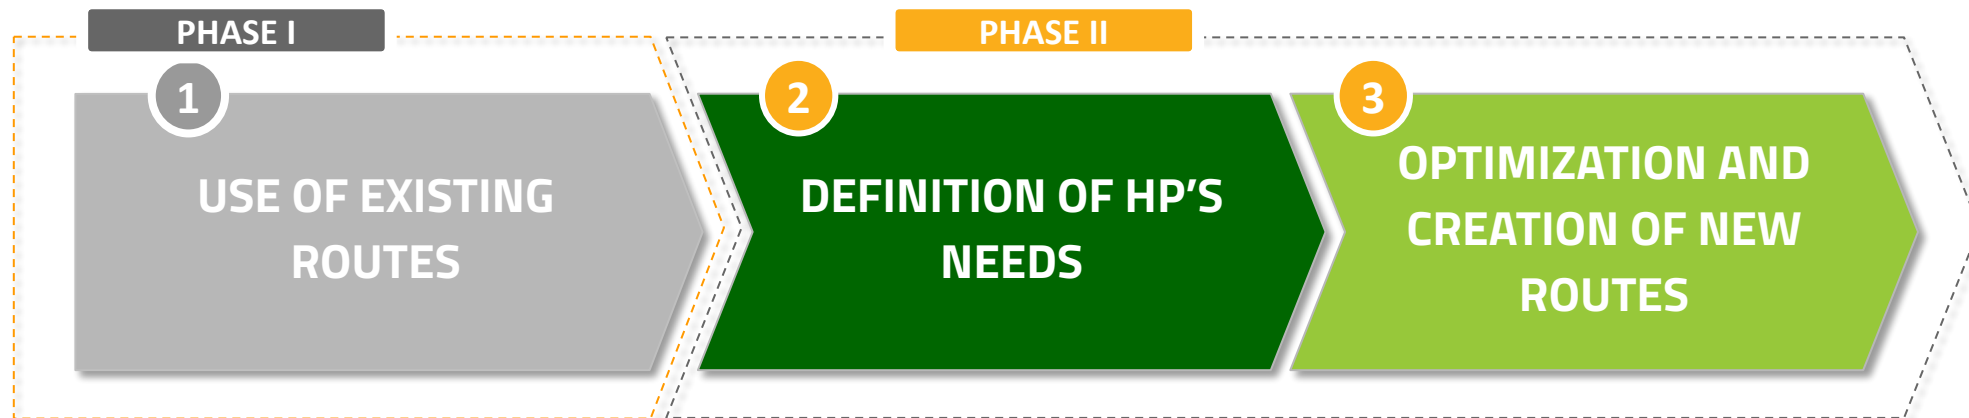 PHASE I
1
USE OF EXISTING
ROUTES
PHASE II
2
DEFINITION OF HP’S
NEEDS
3
OPTIMIZATION AND
CREATION OF NEW
ROUTES